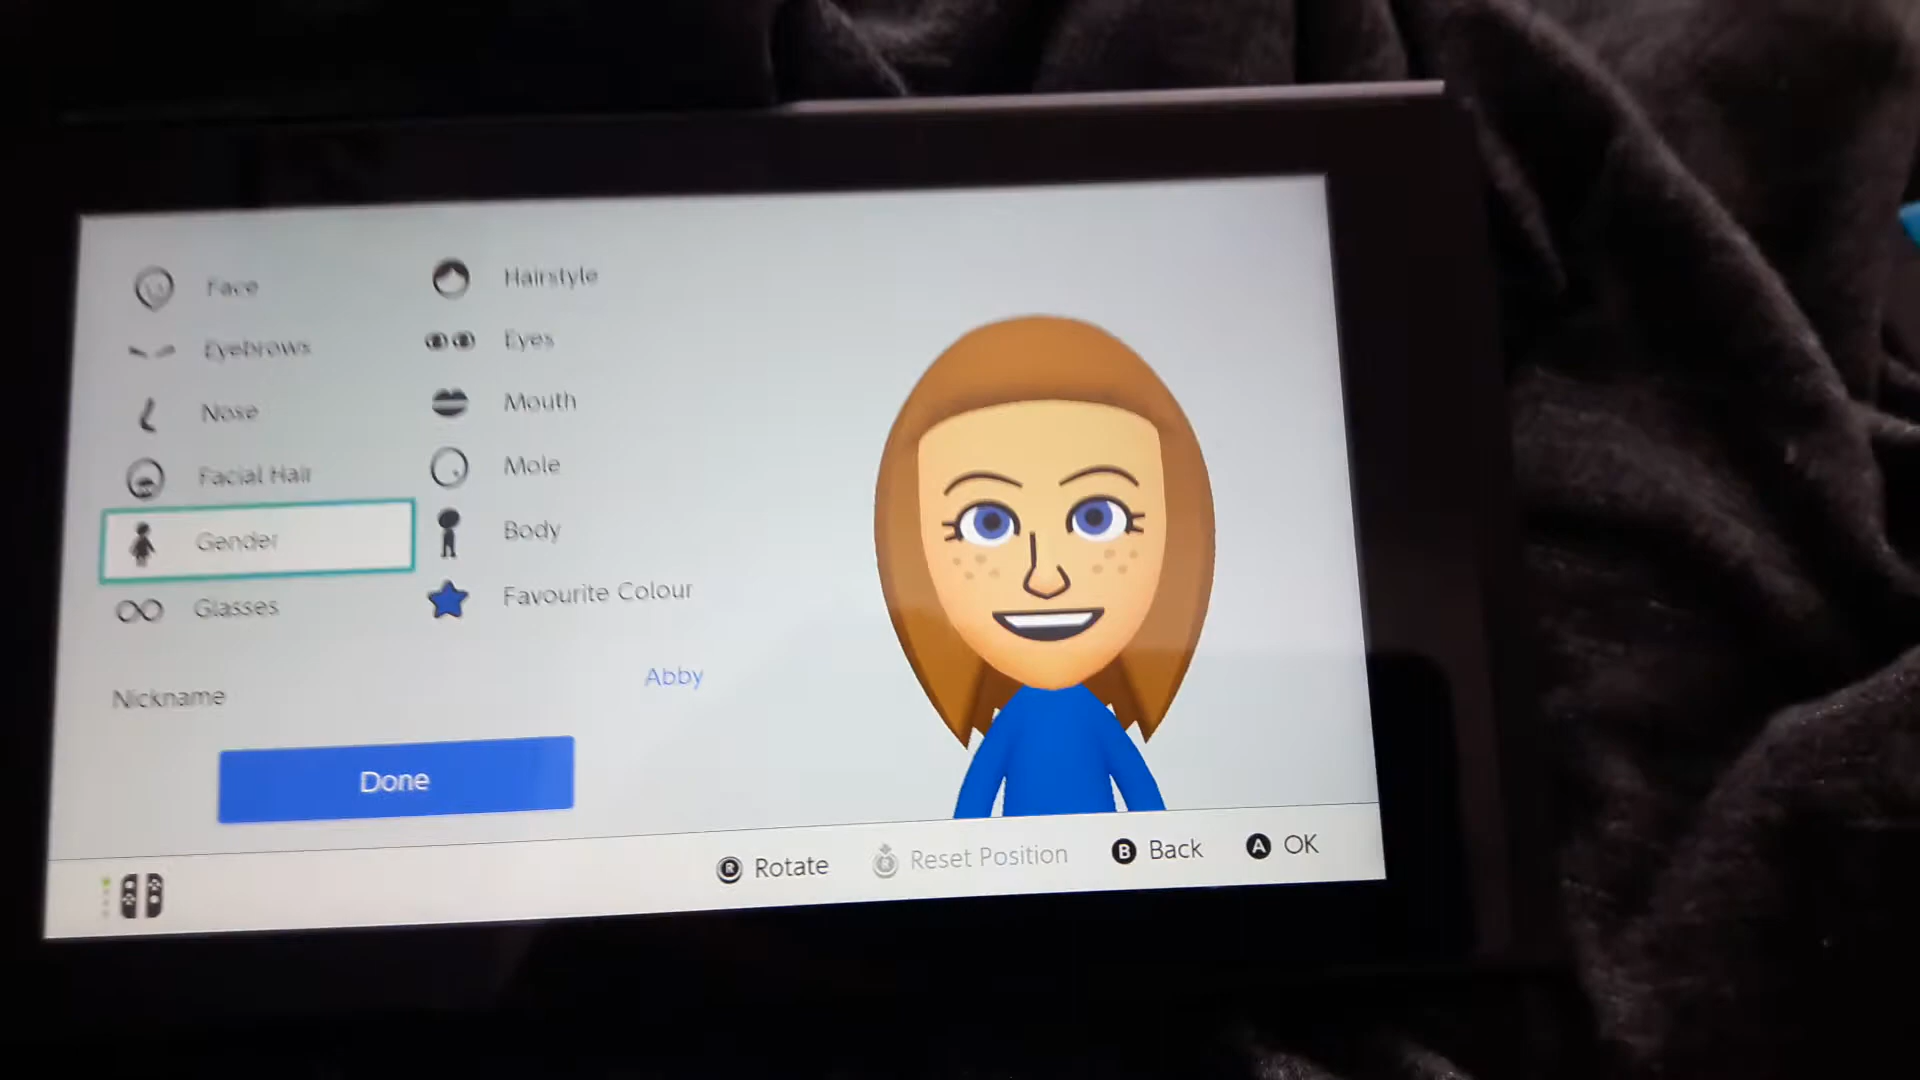 Face
Hairstyle
Eyebrows
Eyes
Nose
Mouth
Facial Hair
Mole
Gender
Body
Glasses
Favourite Colour
Nickname
Abby
Done
R Rotate
R Reset Position
B Back
A OK